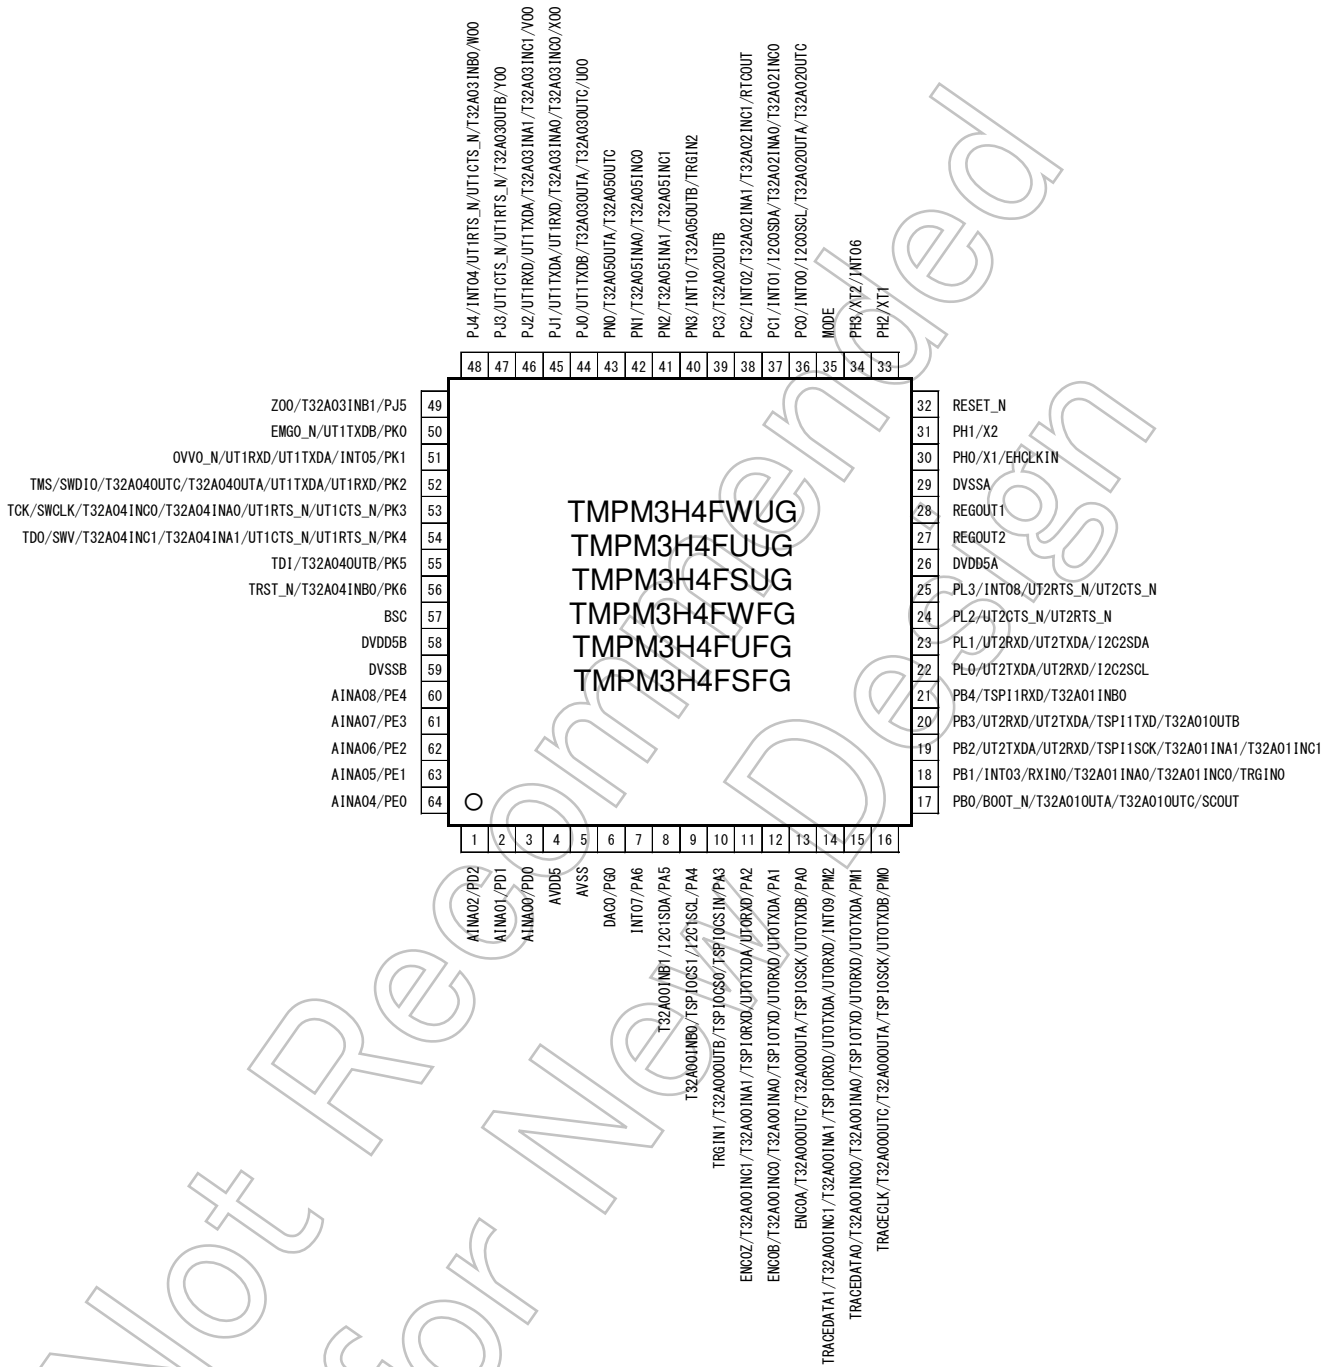 PJ4/INT04/UT1RTS_N/UT1CTS_N/T32A03INB0/WO0
PJ3/UT1CTS_N/UT1RTS_N/T32A03OUTB/YO0
PJ2/UT1RXD/UT1TXDA/T32A03INA1/T32A03INC1/VO0
PJ1/UT1TXDA/UT1RXD/T32A03INA0/T32A03INC0/XO0
PJ0/UT1TXDB/T32A03OUTA/T32A03OUTC/UO0
PN0/T32A05OUTA/T32A05OUTC
PN1/T32A05INA0/T32A05INC0
PN2/T32A05INA1/T32A05INC1
PN3/INT10/T32A05OUTB/TRGIN2
PC3/T32A02OUTB
PC2/INT02/T32A02INA1/T32A02INC1/RTCOUT
PC1/INT01/I2C0SDA/T32A02INA0/T32A02INC0
PC0/INT00/I2C0SCL/T32A02OUTA/T32A02OUTC
MODE
PH3/XT2/INT06
PH2/XT1
48 47 46 45 44 43 42 41 40 39 38 37 36 35 34 33
ZO0/T32A03INB1/PJ5 49
EMG0_N/UT1TXDB/PK0 50
OVV0_N/UT1RXD/UT1TXDA/INT05/PK1 51
TMS/SWDIO/T32A04OUTC/T32A04OUTA/UT1TXDA/UT1RXD/PK2 52
TCK/SWCLK/T32A04INC0/T32A04INA0/UT1RTS_N/UT1CTS_N/PK3 53
TDO/SWV/T32A04INC1/T32A04INA1/UT1CTS_N/UT1RTS_N/PK4 54
TDI/T32A04OUTB/PK5 55
TRST_N/T32A04INB0/PK6 56
BSC 57
DVDD5B 58
DVSSB 59
AINA08/PE4 60
AINA07/PE3 61
AINA06/PE2 62
AINA05/PE1 63
AINA04/PE0 64
TMPM3H4FWUG
TMPM3H4FUUG
TMPM3H4FSUG
TMPM3H4FWFG
TMPM3H4FUFG
TMPM3H4FSFG
32 RESET_N
31 PH1/X2
30 PH0/X1/EHCLKIN
29 DVSSA
28 REGOUT1
27 REGOUT2
26 DVDD5A
25 PL3/INT08/UT2RTS_N/UT2CTS_N
24 PL2/UT2CTS_N/UT2RTS_N
23 PL1/UT2RXD/UT2TXDA/I2C2SDA
22 PL0/UT2TXDA/UT2RXD/I2C2SCL
21 PB4/TSPI1RXD/T32A01INB0
20 PB3/UT2RXD/UT2TXDA/TSPI1TXD/T32A01OUTB
19 PB2/UT2TXDA/UT2RXD/TSPI1SCK/T32A01INA1/T32A01INC1
18 PB1/INT03/RXIN0/T32A01INA0/T32A01INC0/TRGIN0
17 PB0/BOOT_N/T32A01OUTA/T32A01OUTC/SCOUT
1 2 3 4 5 6 7 8 9 10 11 12 13 14 15 16
AINA02/PD2
AINA01/PD1
AINA00/PD0
AVDD5
AVSS
DAC0/PG0
INT07/PA6
T32A00INB1/I2C1SDA/PA5
T32A00INB0/TSPI0CS1/I2C1SCL/PA4
TRGIN1/T32A00OUTB/TSPI0CS0/TSPI0CSIN/PA3
ENC0Z/T32A00INC1/T32A00INA1/TSPI0RXD/UT0TXDA/UT0RXD/PA2
ENC0B/T32A00INC0/T32A00INA0/TSPI0TXD/UT0RXD/UT0TXDA/PA1
ENC0A/T32A00OUTC/T32A00OUTA/TSPI0SCK/UT0TXDB/PA0
TRACEDATA1/T32A00INC1/T32A00INA1/TSPI0RXD/UT0TXDA/UT0RXD/INT09/PM2
TRACEDATA0/T32A00INC0/T32A00INA0/TSPI0TXD/UT0RXD/UT0TXDA/PM1
TRACECLK/T32A00OUTC/T32A00OUTA/TSPI0SCK/UT0TXDB/PM0
Not Recommended
for New Design